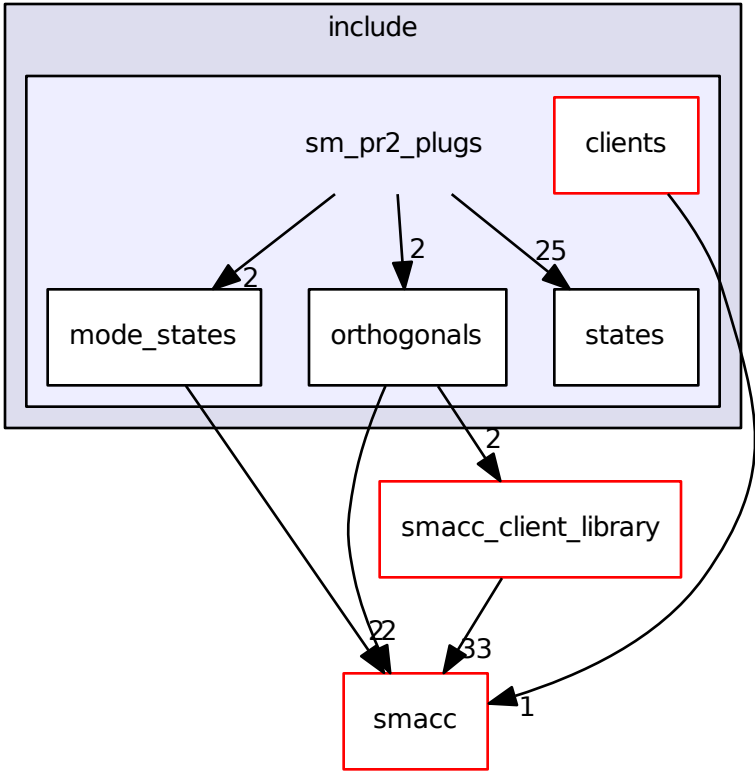 include
sm_pr2_plugs
clients
2
2
25
mode_states
orthogonals
states
2
smacc_client_library
2
2
33
1
smacc